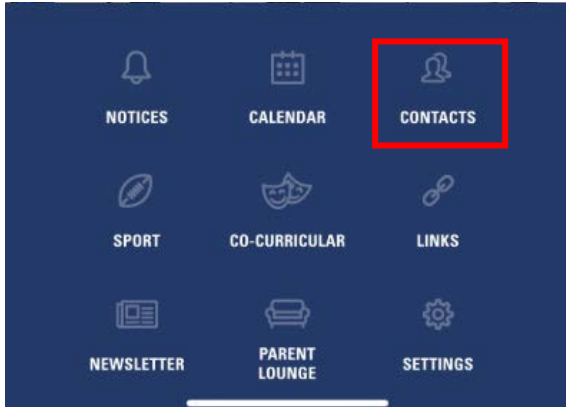 NOTICES CALENDAR CONTACTS
SPORT CO-CURRICULAR LINKS
NEWSLETTER PARENT LOUNGE SETTINGS